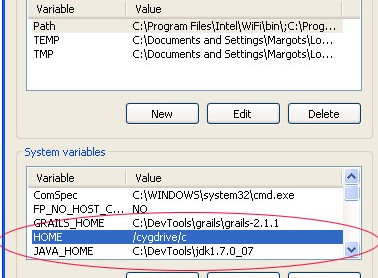 Variable Value
Path C:\Program Files\Intel\WiFi\bin\;C:\Prog...
TEMP C:\Documents and Settings\Margots\Lo...
TMP C:\Documents and Settings\Margots\Lo...
New Edit Delete
System variables
Variable Value
ComSpec C:\WINDOWS\system32\cmd.exe
FP_NO_HOST_C... NO
GRAILS_HOME C:\DevTools\grails\grails-2.1.1
HOME /cygdrive/c
JAVA_HOME C:\DevTools\jdk1.7.0_07